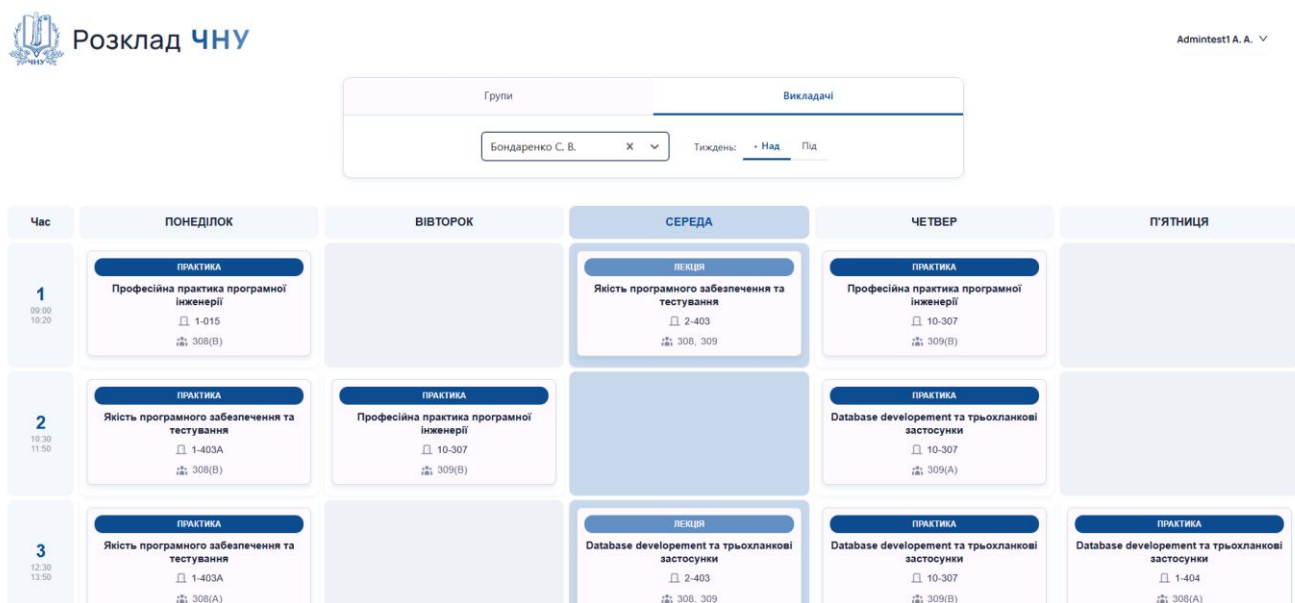 ЧНУ
Розклад ЧНУ
Admintest1 A. A.
Групи
Викладачі
Бондаренко С. В.
Тиждень:
• Над
Під
Час
ПОНЕДІЛОК
ВІВТОРОК
СЕРЕДА
ЧЕТВЕР
П'ЯТНИЦЯ
1
09:00
10:20
ПРАКТИКА
Професійна практика програмної
інженерії
1-015
308(B)
ЛЕКЦІЯ
Якість програмного забезпечення та
тестування
2-403
308, 309
ПРАКТИКА
Професійна практика програмної
інженерії
10-307
309(B)
2
10:30
11:50
ПРАКТИКА
Якість програмного забезпечення та
тестування
1-403A
308(B)
ПРАКТИКА
Професійна практика програмної
інженерії
10-307
309(B)
ПРАКТИКА
Database developement та трьохланкові
застосунки
10-307
309(A)
3
12:30
13:50
ПРАКТИКА
Якість програмного забезпечення та
тестування
1-403A
308(A)
ЛЕКЦІЯ
Database developement та трьохланкові
застосунки
2-403
308, 309
ПРАКТИКА
Database developement та трьохланкові
застосунки
10-307
309(B)
ПРАКТИКА
Database developement та трьохланкові
застосунки
1-404
308(A)